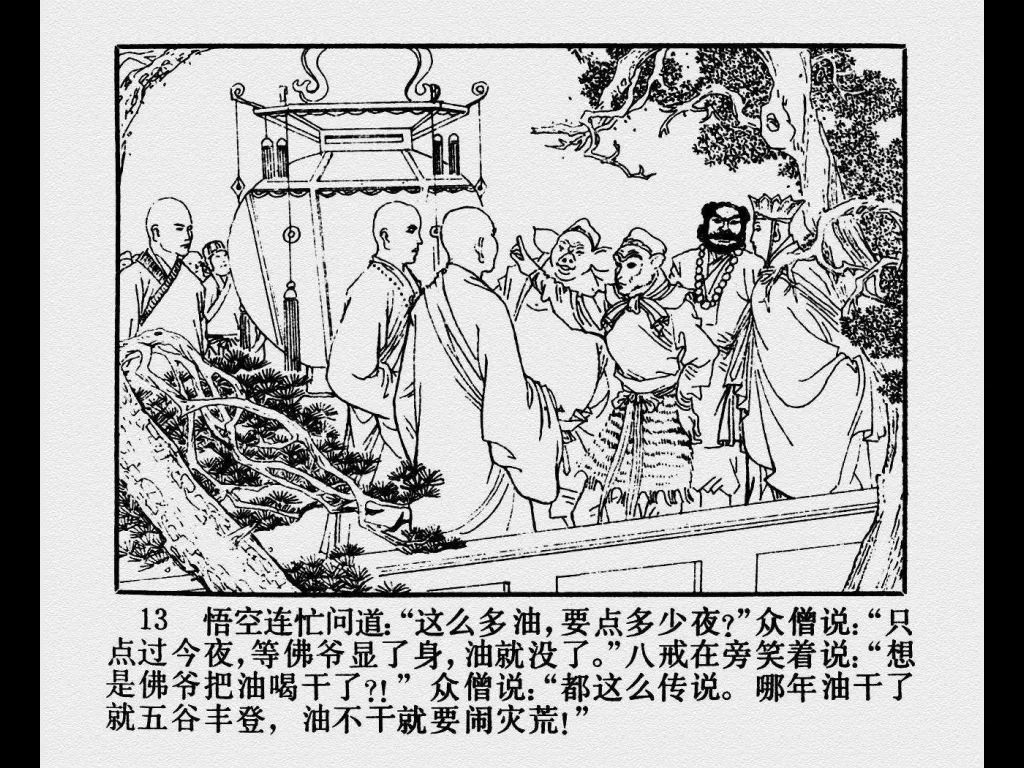 13 悟空连忙问道:“这么多油,要点多少夜?”众僧说:“只
点过今夜,等佛爷显了身,油就没了。”八戒在旁笑着说:“想
是佛爷把油喝干了?!”众僧说:“都这么传说。哪年油干了
就五谷丰登,油不干就要闹灾荒!”